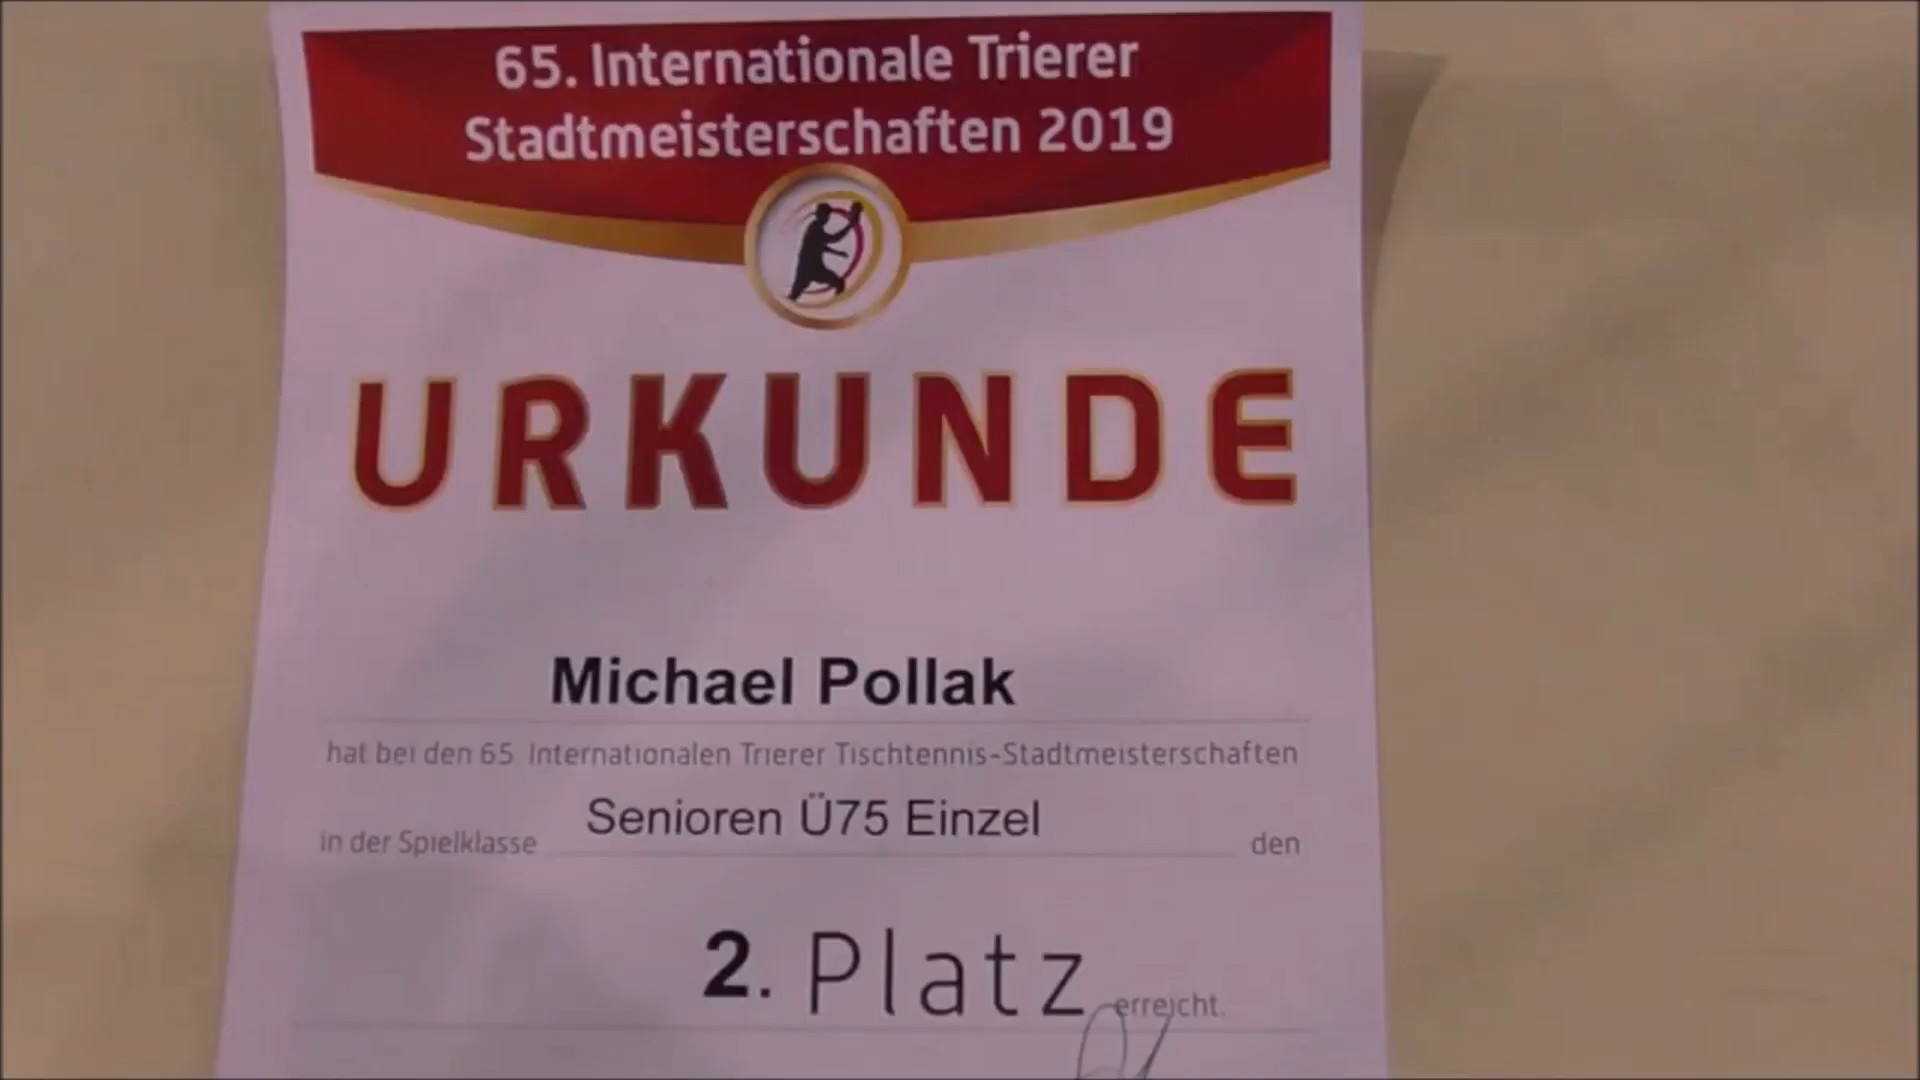 65. Internationale Trierer
Stadtmeisterschaften 2019
URKUNDE
Michael Pollak
hat bei den 65. Internationalen Trierer Tischtennis-Stadtmeisterschaften
Senioren Ü75 Einzel
in der Spielklasse den
2. Platz erreicht.